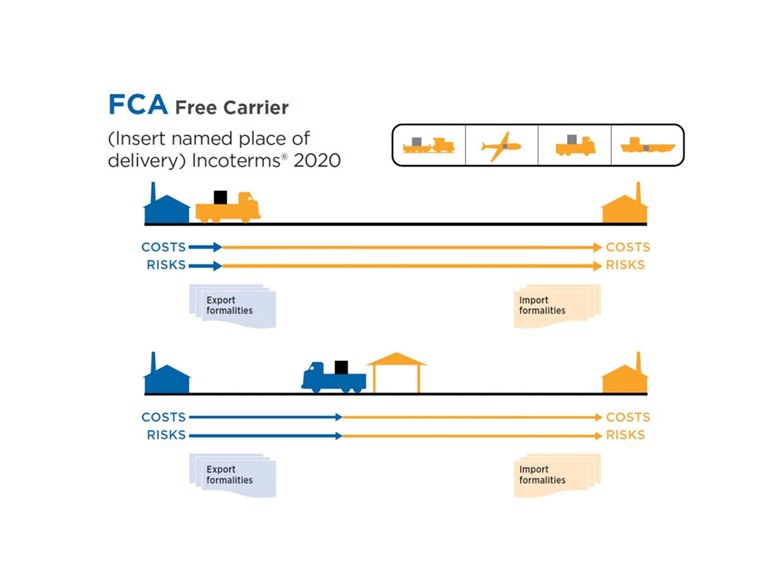 FCA Free Carrier
(Insert named place of
delivery) Incoterms® 2020
COSTS COSTS
RISKS RISKS
Export
formalities
Import
formalities
COSTS COSTS
RISKS RISKS
Export
formalities
Import
formalities